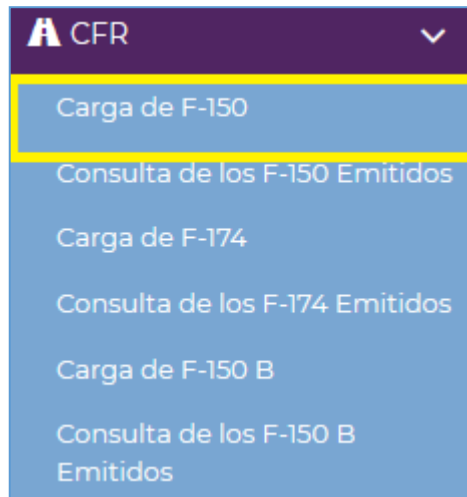 CFR
Carga de F-150
Consulta de los F-150 Emitidos
Carga de F-174
Consulta de los F-174 Emitidos
Carga de F-150 B
Consulta de los F-150 B
Emitidos